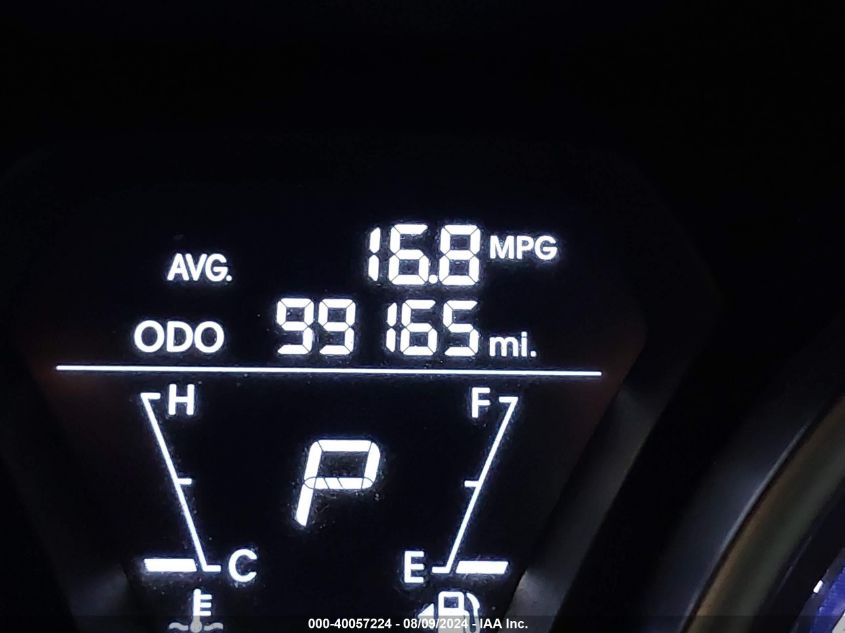 AVG. 16.8 MPG
ODO 99165 mi.
H F
P
C E
000-40057224 - 08/09/2024 - IAA Inc.